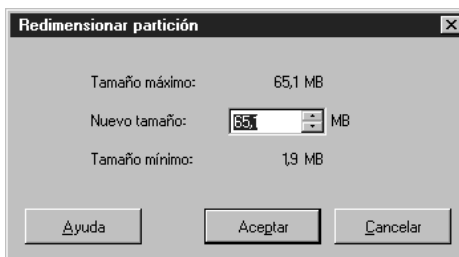 Redimensionar partición
Tamaño máximo: 65,1 MB
Nuevo tamaño: 65,1 MB
Tamaño mínimo: 1,9 MB
Ayuda Aceptar Cancelar